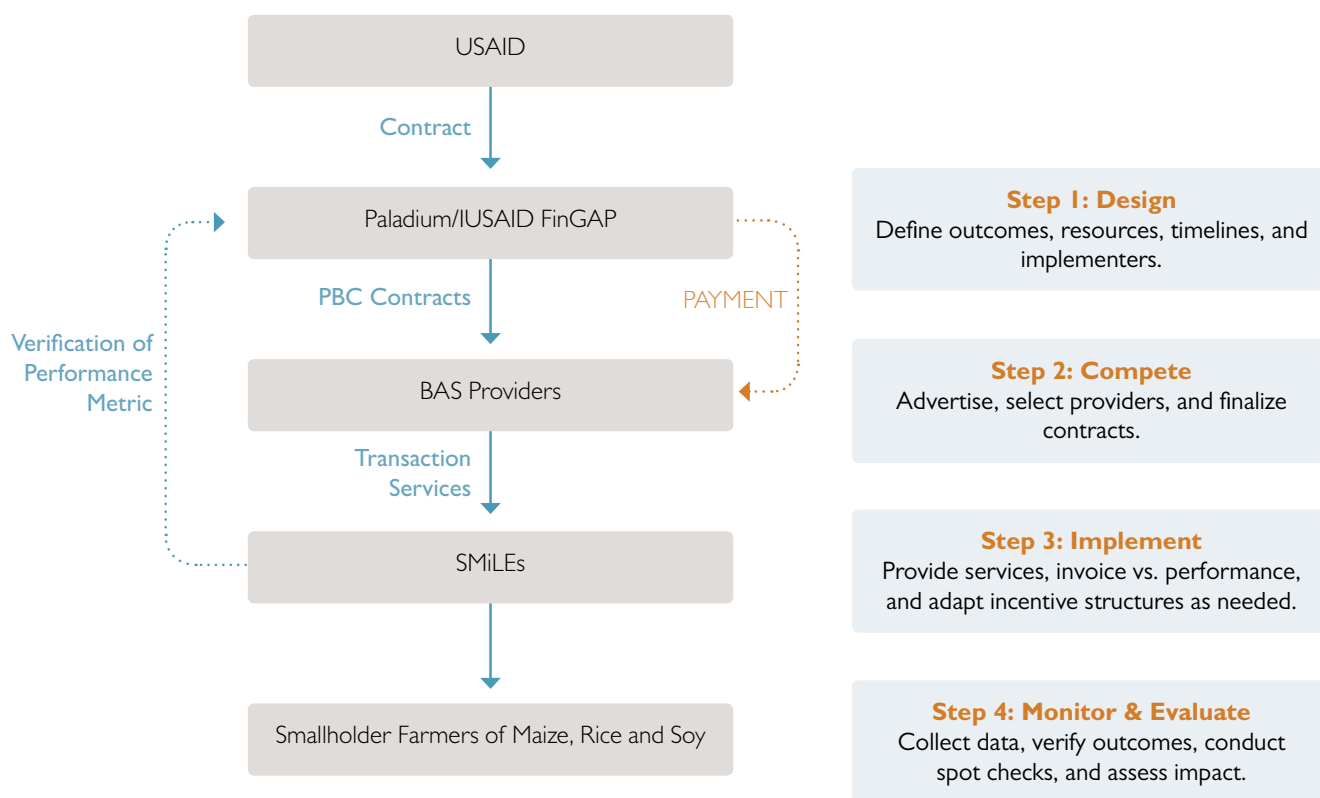 USAID
Contract
Paladium/IUSAID FinGAP
PBC Contracts
PAYMENT
Verification of
Performance
Metric
BAS Providers
Transaction
Services
SMiLEs
Smallholder Farmers of Maize, Rice and Soy
Step 1: Design
Define outcomes, resources, timelines, and
implementers.
Step 2: Compete
Advertise, select providers, and finalize
contracts.
Step 3: Implement
Provide services, invoice vs. performance,
and adapt incentive structures as needed.
Step 4: Monitor & Evaluate
Collect data, verify outcomes, conduct
spot checks, and assess impact.